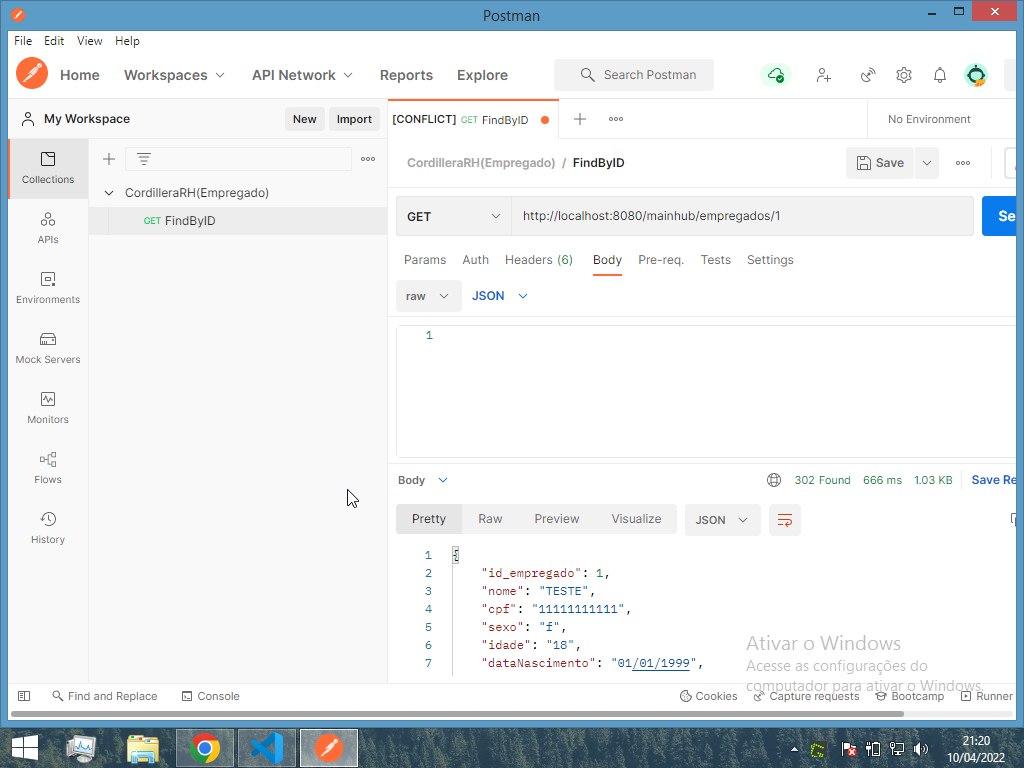 Postman
File Edit View Help
Home Workspaces API Network Reports Explore Search Postman
My Workspace New Import [CONFLICT] GET FindByID No Environment
Collections
APIs
Environments
Mock Servers
Monitors
Flows
History
CordilleraRH(Empregado)
GET FindByID
CordilleraRH(Empregado) / FindByID Save
GET http://localhost:8080/mainhub/empregados/1 Se
Params Auth Headers (6) Body Pre-req. Tests Settings
raw JSON
1
Body 302 Found 666 ms 1.03 KB Save Re
Pretty Raw Preview Visualize JSON
1 {
2 "id_empregado": 1,
3 "nome": "TESTE",
4 "cpf": "11111111111",
5 "sexo": "f",
6 "idade": "18",
7 "dataNascimento": "01/01/1999",
Ativar o Windows
Acesse as configurações do
computador para ativar o Windows.
Find and Replace Console Cookies Capture requests Bootcamp Runner
21:20
10/04/2022